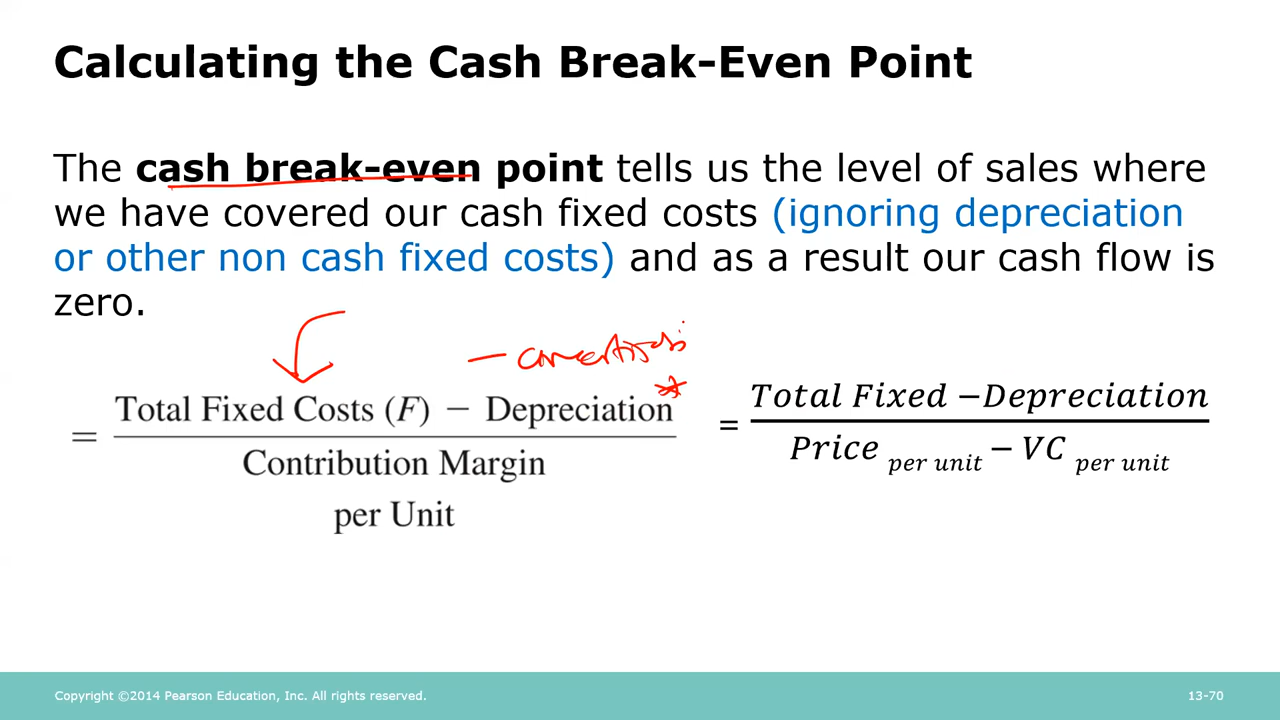 Calculating the Cash Break-Even Point
The cash break-even point tells us the level of sales where
we have covered our cash fixed costs (ignoring depreciation
or other non cash fixed costs) and as a result our cash flow is
zero.
= Total Fixed Costs (F) − Depreciation
Contribution Margin
per Unit
= Total Fixed −Depreciation
Price per unit − VC per unit
Copyright ©2014 Pearson Education, Inc. All rights reserved.
13-70